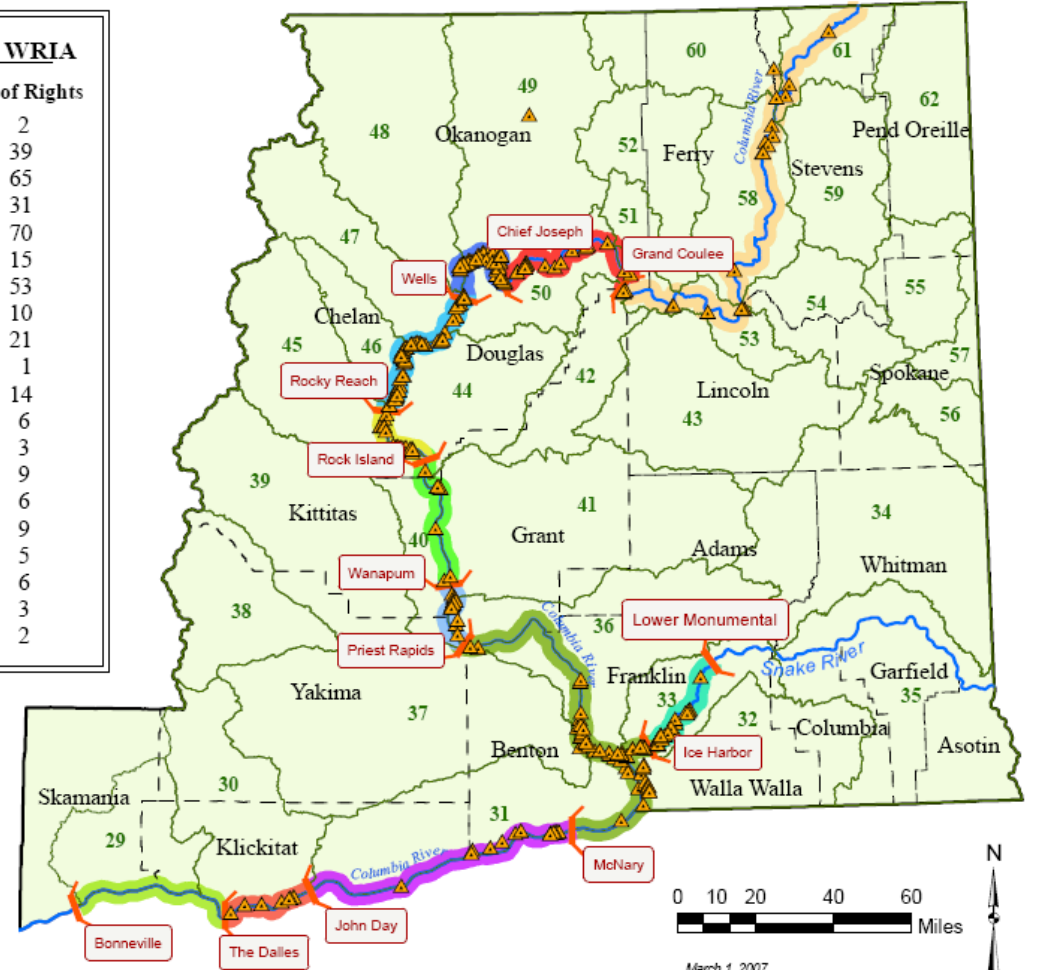 WRIA
of Rights
2
39
65
31
70
15
53
10
21
1
14
6
3
9
6
9
5
6
3
2
60
61
49
62
48
Okanogan
52
Pend Oreille
Ferry
Columbia River
Stevens
58
59
51
47
Chief Joseph
Grand Coulee
Wells
50
55
54
Chelan
53
45
46
Douglas
57
Rocky Reach
42
Spokane
44
Lincoln
43
56
Rock Island
39
41
34
Kittitas
Grant
40
Adams
Whitman
Wanapum
38
Columbia River
36
Lower Monumental
Priest Rapids
Snake River
Franklin
Garfield
Yakima
33
35
37
32
Columbia
Benton
Ice Harbor
Asotin
30
Walla Walla
Skamania
31
29
Klickitat
Columbia Rive
McNary
N
0 10 20 40 60
Miles
John Day
Bonneville
The Dalles
March 1, 2007